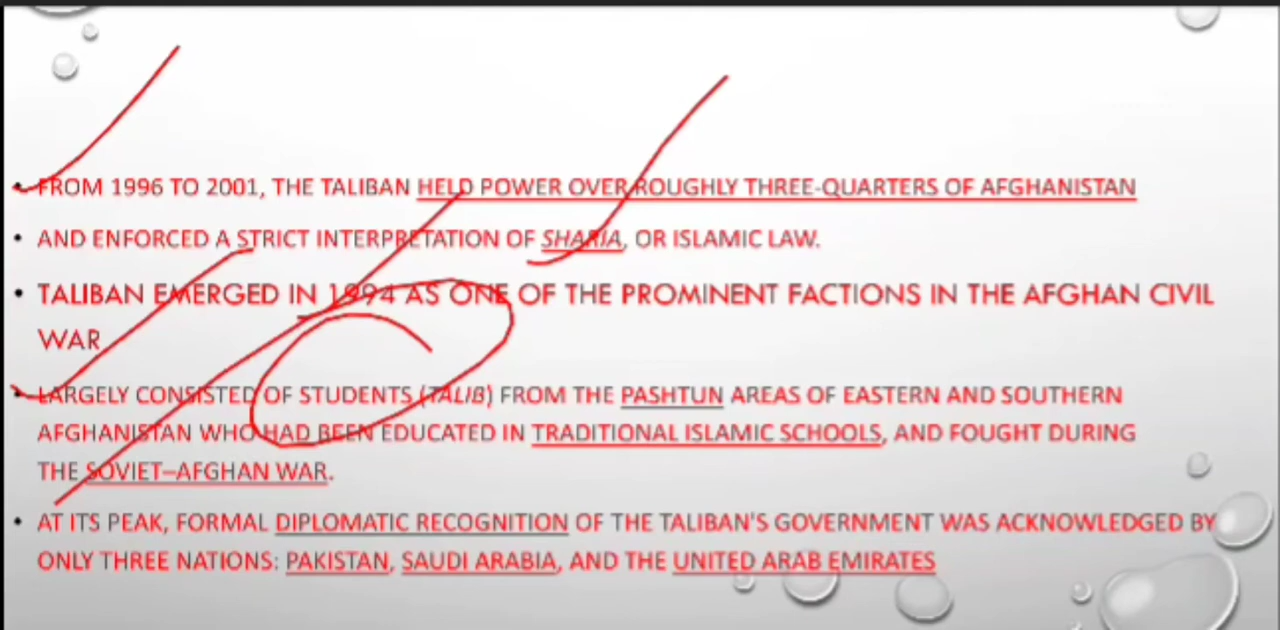 • FROM 1996 TO 2001, THE TALIBAN HELD POWER OVER ROUGHLY THREE-QUARTERS OF AFGHANISTAN
• AND ENFORCED A STRICT INTERPRETATION OF SHARIA, OR ISLAMIC LAW.
• TALIBAN EMERGED IN 1994 AS ONE OF THE PROMINENT FACTIONS IN THE AFGHAN CIVIL
WAR
• LARGELY CONSISTED OF STUDENTS (TALIB) FROM THE PASHTUN AREAS OF EASTERN AND SOUTHERN
AFGHANISTAN WHO HAD BEEN EDUCATED IN TRADITIONAL ISLAMIC SCHOOLS, AND FOUGHT DURING
THE SOVIET–AFGHAN WAR.
• AT ITS PEAK, FORMAL DIPLOMATIC RECOGNITION OF THE TALIBAN'S GOVERNMENT WAS ACKNOWLEDGED BY
ONLY THREE NATIONS: PAKISTAN, SAUDI ARABIA, AND THE UNITED ARAB EMIRATES